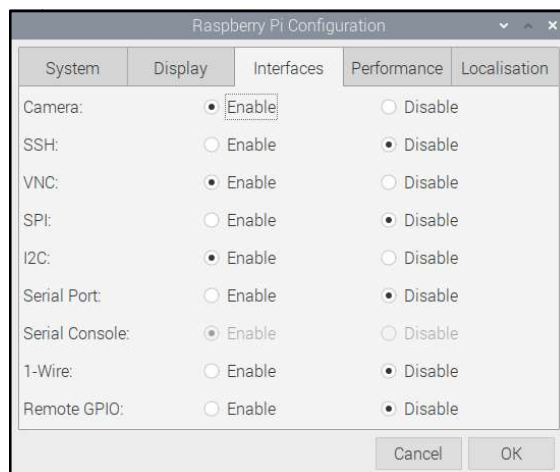 Raspberry Pi Configuration
System Display Interfaces Performance Localisation
Camera: Enable Disable
SSH: Enable Disable
VNC: Enable Disable
SPI: Enable Disable
I2C: Enable Disable
Serial Port: Enable Disable
Serial Console: Enable Disable
1-Wire: Enable Disable
Remote GPIO: Enable Disable
Cancel OK